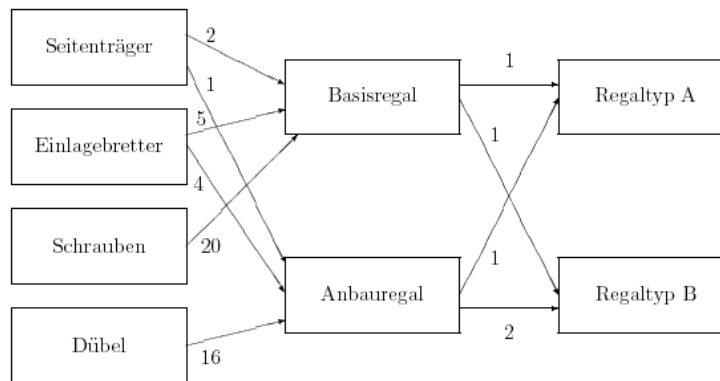 Seitenträger
2
1
Basisregal
1
Regaltyp A
Einlagebretter
5
4
1
Schrauben
20
1
Anbauregal
Regaltyp B
Dübel
16
2